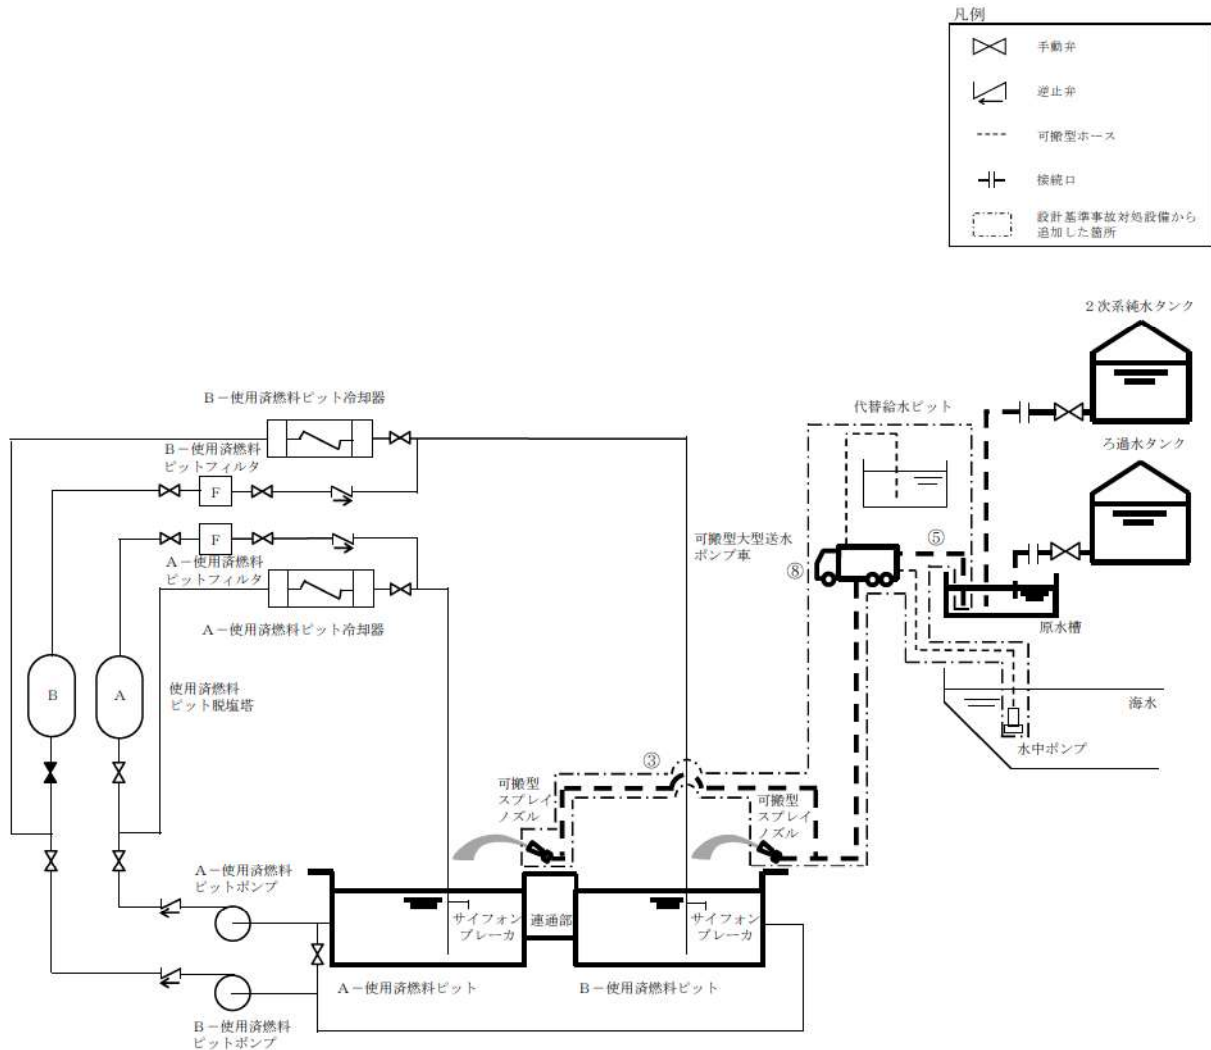 凡例
手動弁
逆止弁
可搬型ホース
接続口
設計基準事故対処設備から
追加した箇所
2次系純水タンク
ろ過水タンク
代替給水ピット
⑤
原水槽
可搬型大型送水
ポンプ車
⑧
海水
水中ポンプ
B-使用済燃料ピット冷却器
B-使用済燃料
ピットフィルタ
F
F
A-使用済燃料
ピットフィルタ
A-使用済燃料ピット冷却器
B
A
使用済燃料
ピット脱塩塔
③
可搬型
スプレイ
ノズル
可搬型
スプレイ
ノズル
A-使用済燃料
ピットポンプ
サイフォン
ブレーカ
連通部
サイフォン
ブレーカ
A-使用済燃料ピット
B-使用済燃料ピット
B-使用済燃料
ピットポンプ